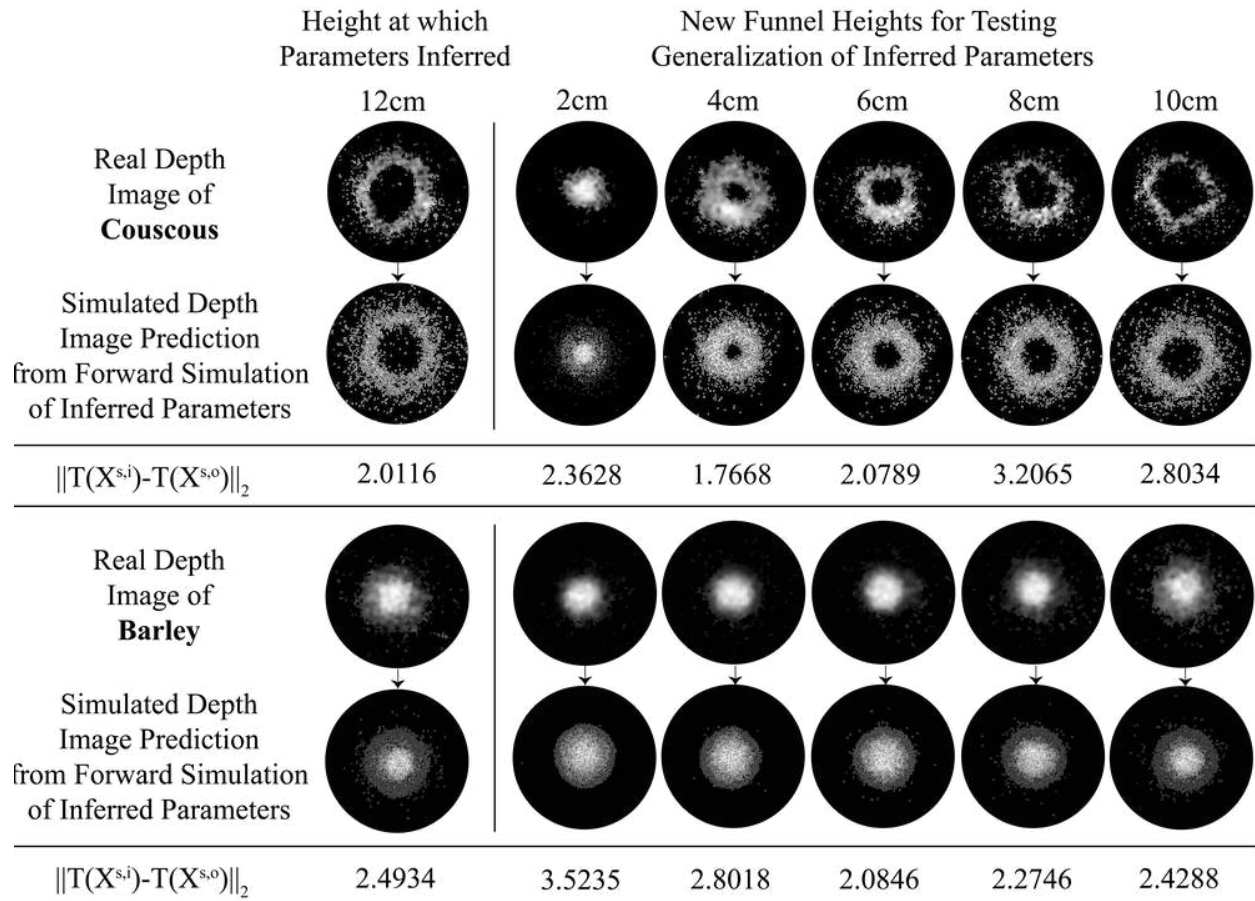 Height at which
Parameters Inferred
New Funnel Heights for Testing
Generalization of Inferred Parameters
12cm 2cm 4cm 6cm 8cm 10cm
Real Depth
Image of
Couscous
Simulated Depth
Image Prediction
from Forward Simulation
of Inferred Parameters
||T(X^{s,i})-T(X^{s,o})||_2 2.0116 2.3628 1.7668 2.0789 3.2065 2.8034
Real Depth
Image of
Barley
Simulated Depth
Image Prediction
from Forward Simulation
of Inferred Parameters
||T(X^{s,i})-T(X^{s,o})||_2 2.4934 3.5235 2.8018 2.0846 2.2746 2.4288